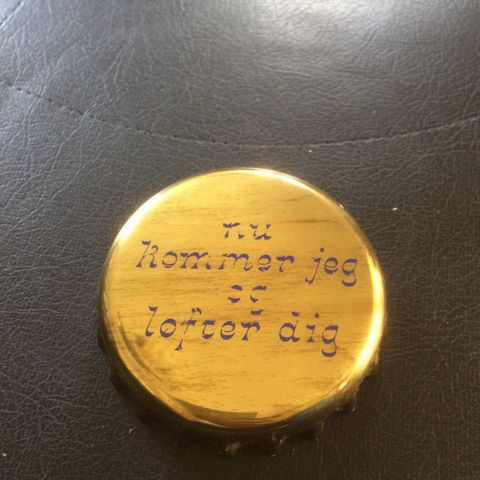 nu
kommer jeg
og
løfter dig